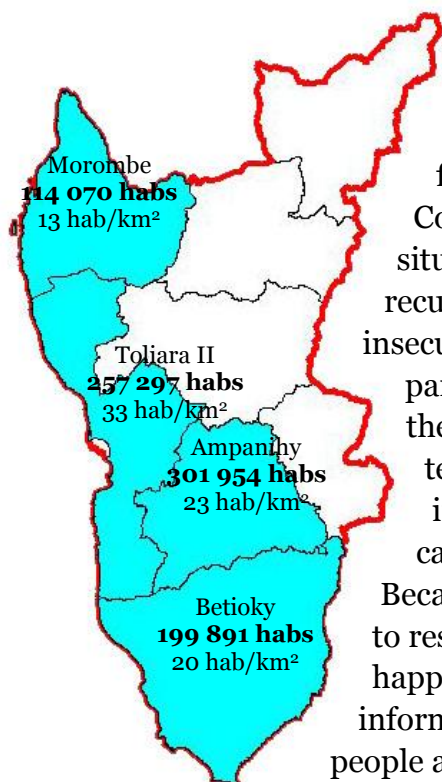 Morombe
114 070 habs
13 hab/km²
Toliara II
257 297 habs
33 hab/km²
Ampanihy
301 954 habs
23 hab/km²
Betioky
199 891 habs
20 hab/km²
f
Co
situ
recu
insecu
par
the
te
i
ca
Beca
to res
happ
inforn
people a